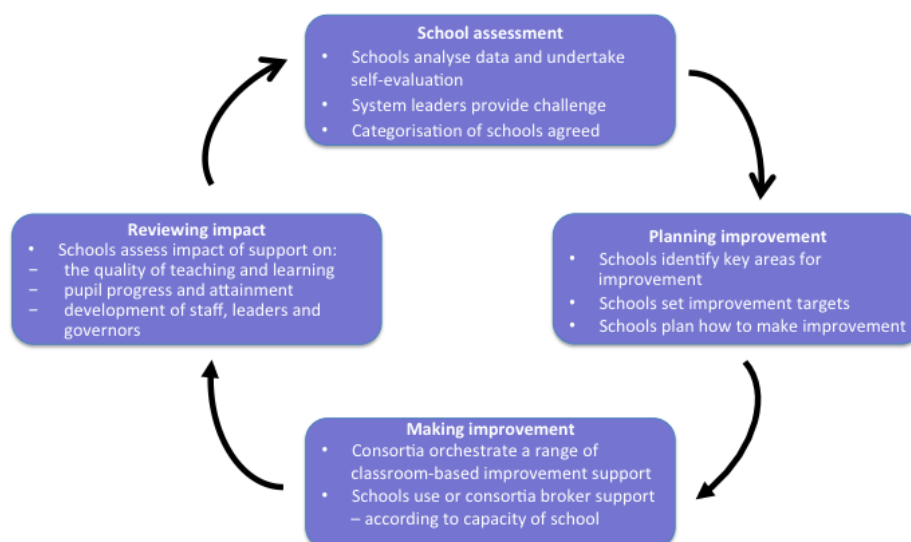 School assessment
• Schools analyse data and undertake
self-evaluation
• System leaders provide challenge
• Categorisation of schools agreed
Planning improvement
• Schools identify key areas for
improvement
• Schools set improvement targets
• Schools plan how to make improvement
Making improvement
• Consortia orchestrate a range of
classroom-based improvement support
• Schools use or consortia broker support
– according to capacity of school
Reviewing impact
• Schools assess impact of support on:
– the quality of teaching and learning
– pupil progress and attainment
– development of staff, leaders and
governors